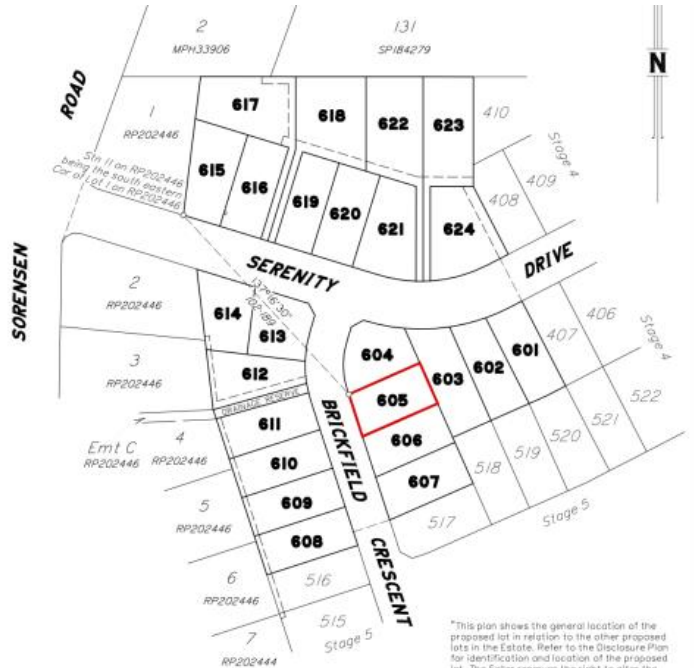 2
MPH33906
131
SP184279
N
ROAD
1
RP202446
617
618
622
623
410
Stage 4
409
408
Stn II on RP202446
being the south eastern
Cor of Lot I on RP202446
615
616
619
620
621
624
SORENSEN
SERENITY
DRIVE
137°16'30"
102·189
2
RP202446
614
613
604
603
602
601
407
406
Stage 4
3
RP202446
612
605
522
DRAINAGE RESERVE
BRICKFIELD
611
606
521
520
519
518
Emt C
RP202446
4
RP202446
610
607
5
RP202446
609
517
Stage 5
608
CRESCENT
6
RP202446
516
515
Stage 5
7
RP202444
"This plan shows the general location of the
proposed lot in relation to the other proposed
lots in the Estate. Refer to the Disclosure Plan
for identification and location of the proposed